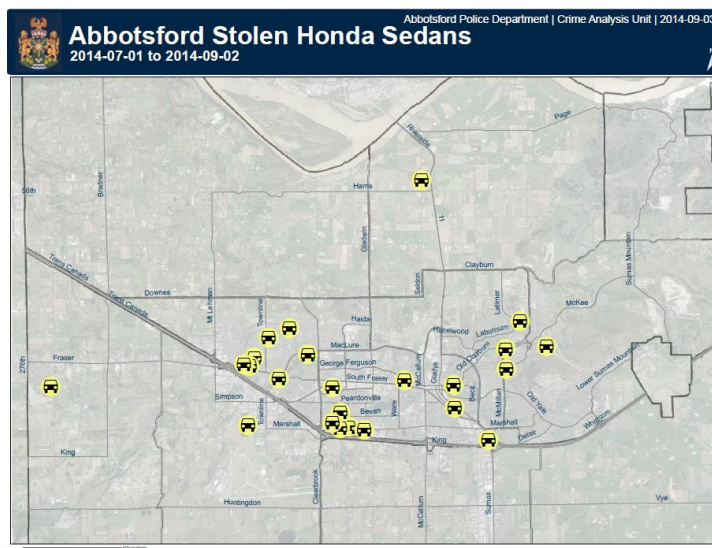 Abbotsford Police Department | Crime Analysis Unit | 2014-09-03
Abbotsford Stolen Honda Sedans
2014-07-01 to 2014-09-02
Page
Riverside
56th
Bradner
Harris
11
Gladwin
Sumas Mountain
Trans Canada
Clayburn
Seldon
Trans Canada
Downes
Mt Lehman
Townline
Latimer
McKee
Haida
Hazelwood
Laburnum
MacLure
276th
Fraser
George Ferguson
McCallum
Gladys
Old Clayburn
Lower Sumas Mountain
South Fraser
Simpson
Peardonville
Ware
Beck
McMillan
Old Yale
Bevan
Townline
Marshall
Marshall
Whatcom
King
King
Delair
Clearbrook
Huntingdon
McCallum
Sumas
Vye